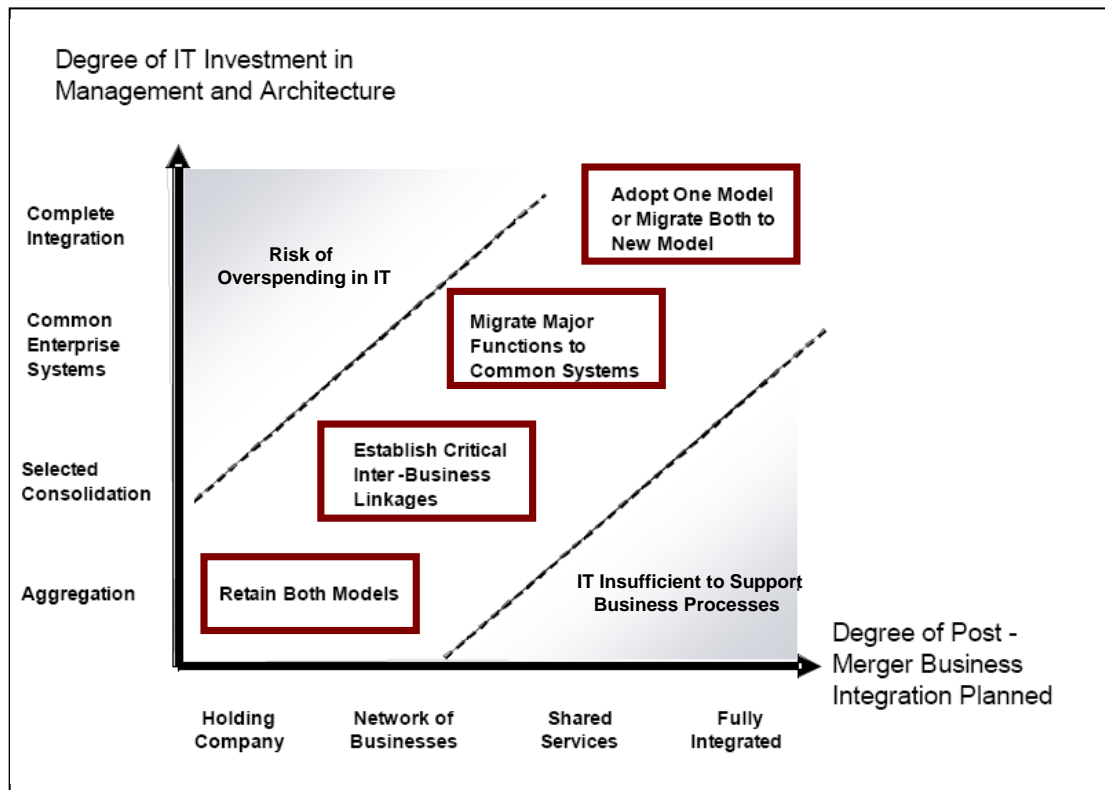 Degree of IT Investment in
Management and Architecture
Complete
Integration
Adopt One Model
or Migrate Both to
New Model
Risk of
Overspending in IT
Common
Enterprise
Systems
Migrate Major
Functions to
Common Systems
Selected
Consolidation
Establish Critical
Inter -Business
Linkages
Aggregation
Retain Both Models
IT Insufficient to Support
Business Processes
Degree of Post -
Merger Business
Integration Planned
Holding
Company
Network of
Businesses
Shared
Services
Fully
Integrated